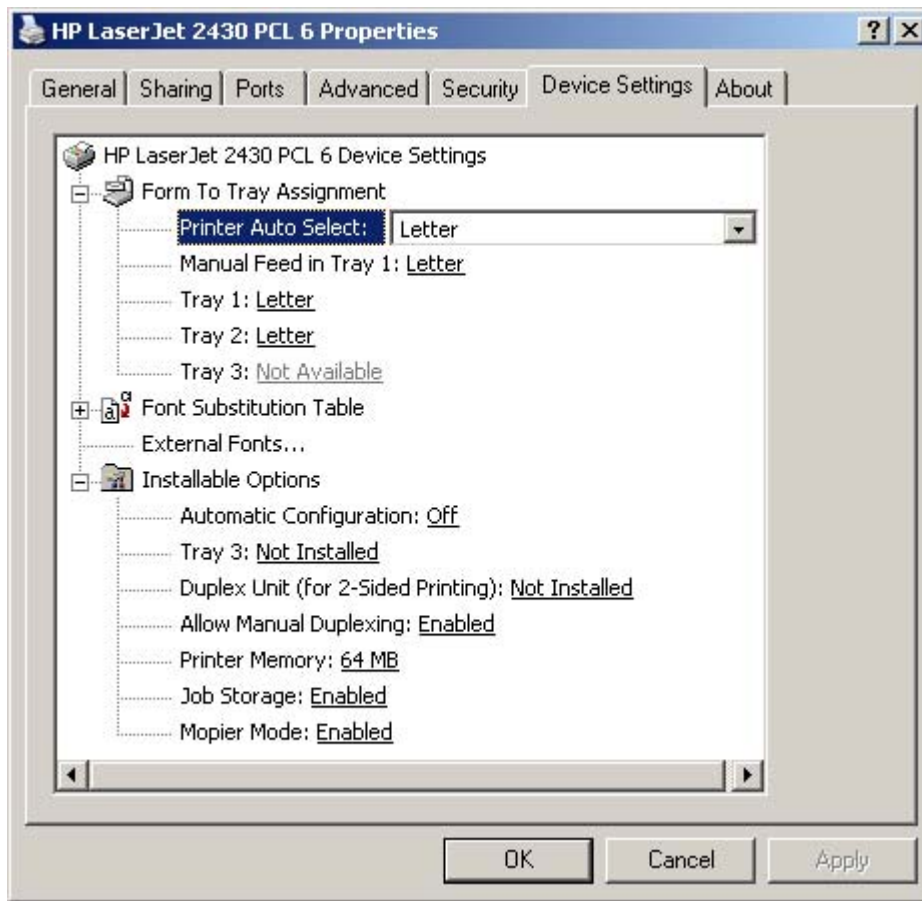 HP LaserJet 2430 PCL 6 Properties
General Sharing Ports Advanced Security Device Settings About
HP LaserJet 2430 PCL 6 Device Settings
Form To Tray Assignment
Printer Auto Select: Letter
Manual Feed in Tray 1: Letter
Tray 1: Letter
Tray 2: Letter
Tray 3: Not Available
Font Substitution Table
External Fonts...
Installable Options
Automatic Configuration: Off
Tray 3: Not Installed
Duplex Unit (for 2-Sided Printing): Not Installed
Allow Manual Duplexing: Enabled
Printer Memory: 64 MB
Job Storage: Enabled
Mopier Mode: Enabled
OK Cancel Apply